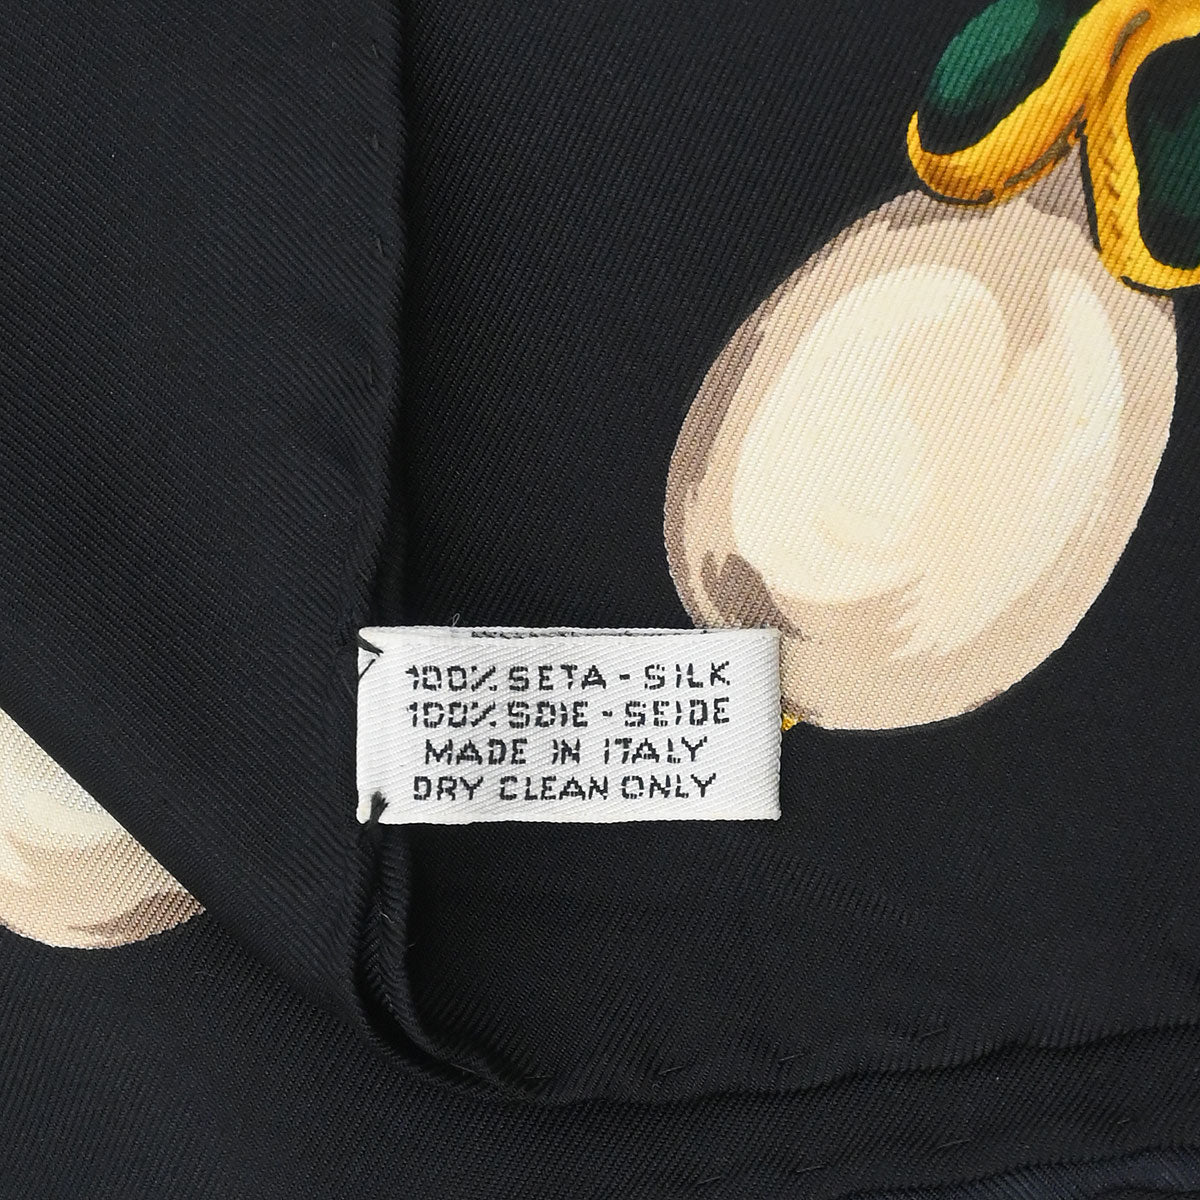 100% SETA - SILK
100% SOIE - SEIDE
MADE IN ITALY
DRY CLEAN ONLY